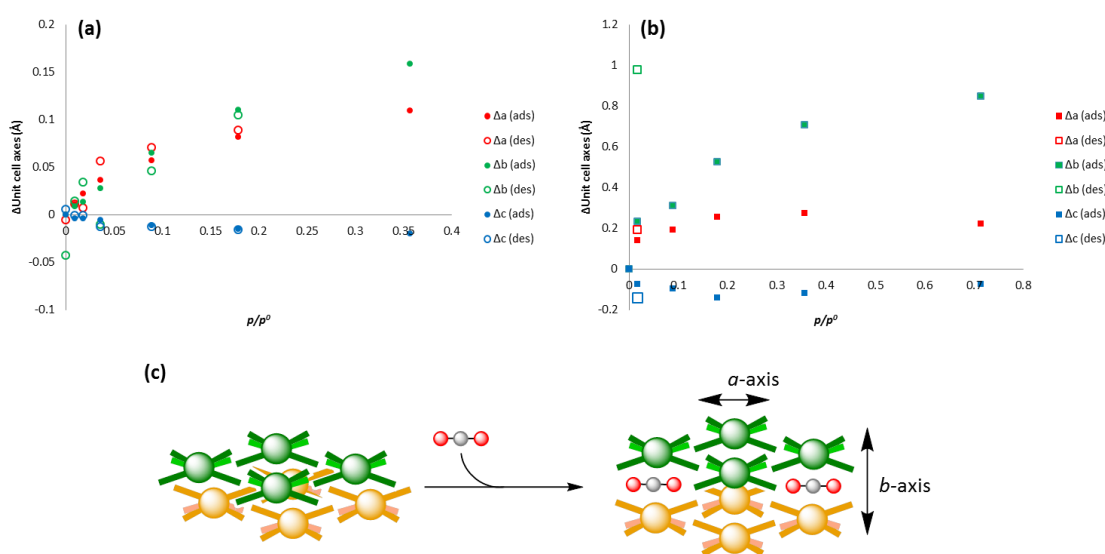 (a)
ΔUnit cell axes (Å)
0.2
0.15
0.1
0.05
0
-0.05
-0.1
0 0.05 0.1 0.15 0.2 0.25 0.3 0.35 0.4
p/p⁰
Δa (ads)
Δa (des)
Δb (ads)
Δb (des)
Δc (ads)
Δc (des)
(b)
ΔUnit cell axes (Å)
1.2
1
0.8
0.6
0.4
0.2
0
-0.2
0 0.1 0.2 0.3 0.4 0.5 0.6 0.7 0.8
p/p⁰
Δa (ads)
Δa (des)
Δb (ads)
Δb (des)
Δc (ads)
Δc (des)
(c)
a-axis
b-axis